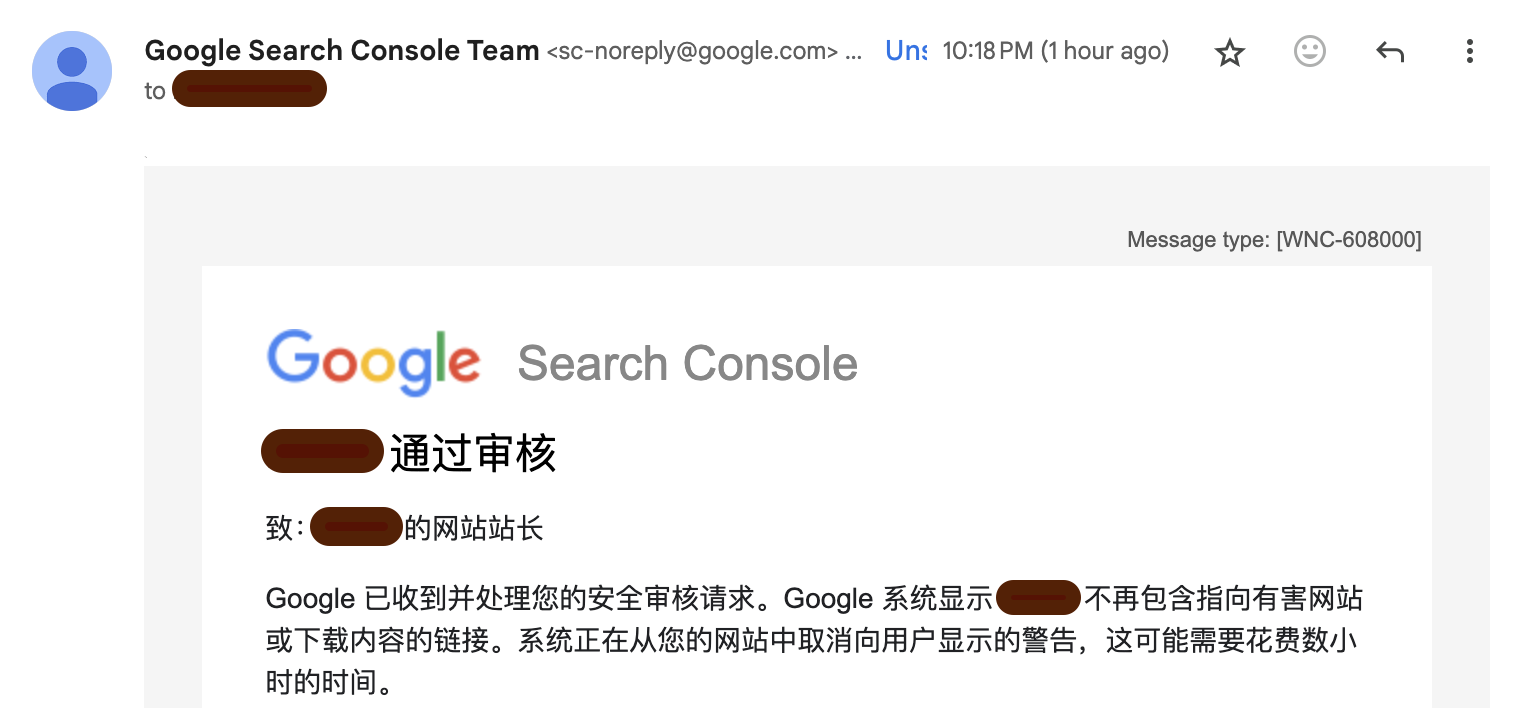 Google Search Console Team <sc-noreply@google.com> ... Uns 10:18 PM (1 hour ago)
to
Message type: [WNC-608000]
Google Search Console
通过审核
致：的网站站长
Google 已收到并处理您的安全审核请求。Google 系统显示不再包含指向有害网站
或下载内容的链接。系统正在从您的网站中取消向用户显示的警告，这可能需要花费数小
时的时间。